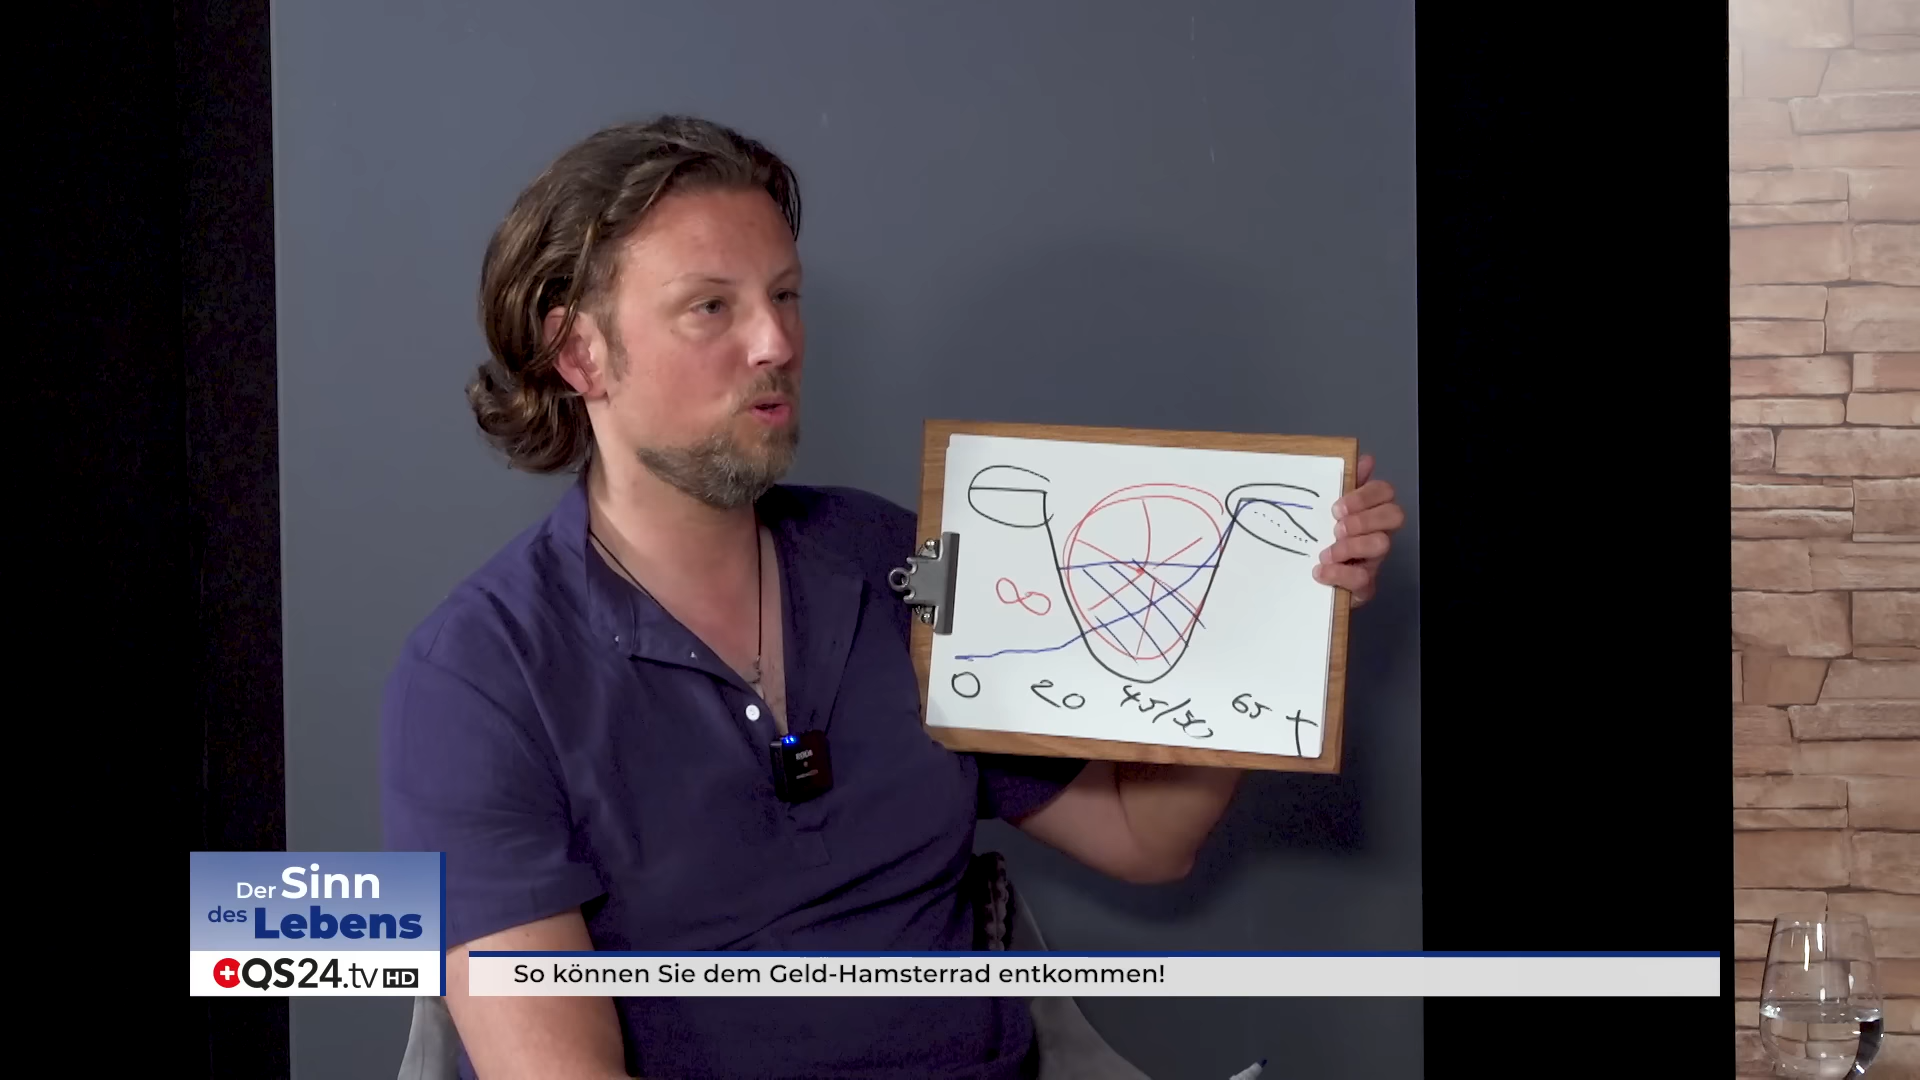 ∞
0 20 45/50 65 †
RODE
Der Sinn
des Lebens
QS24.tv HD
So können Sie dem Geld-Hamsterrad entkommen!